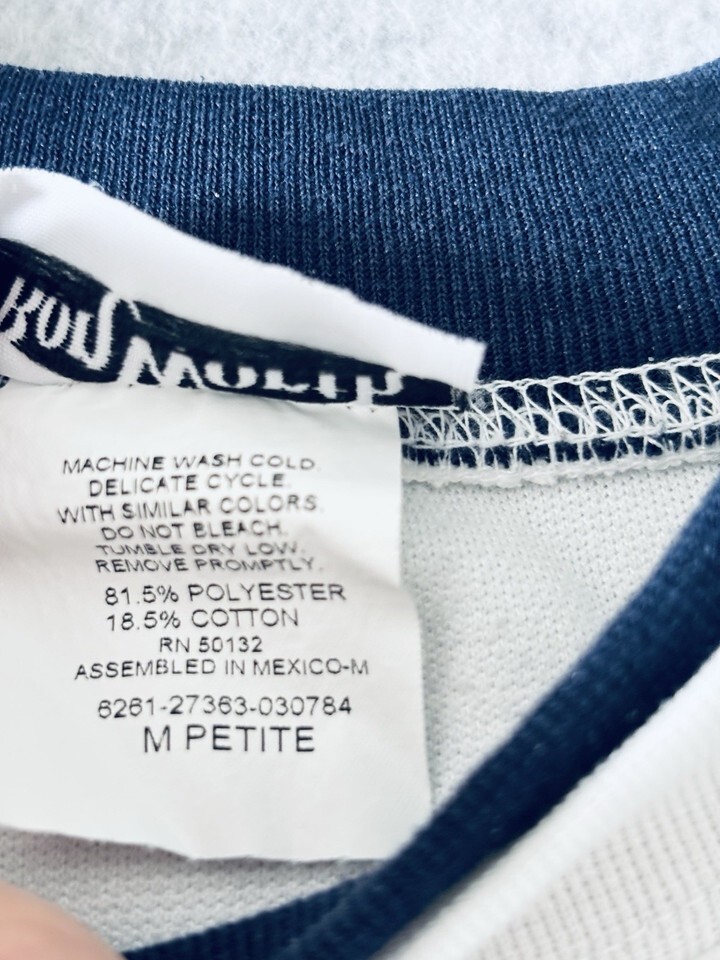 MACHINE WASH COLD.
DELICATE CYCLE.
WITH SIMILAR COLORS.
DO NOT BLEACH.
TUMBLE DRY LOW.
REMOVE PROMPTLY.
81.5% POLYESTER
18.5% COTTON
RN 50132
ASSEMBLED IN MEXICO-M
6261-27363-030784
M PETITE